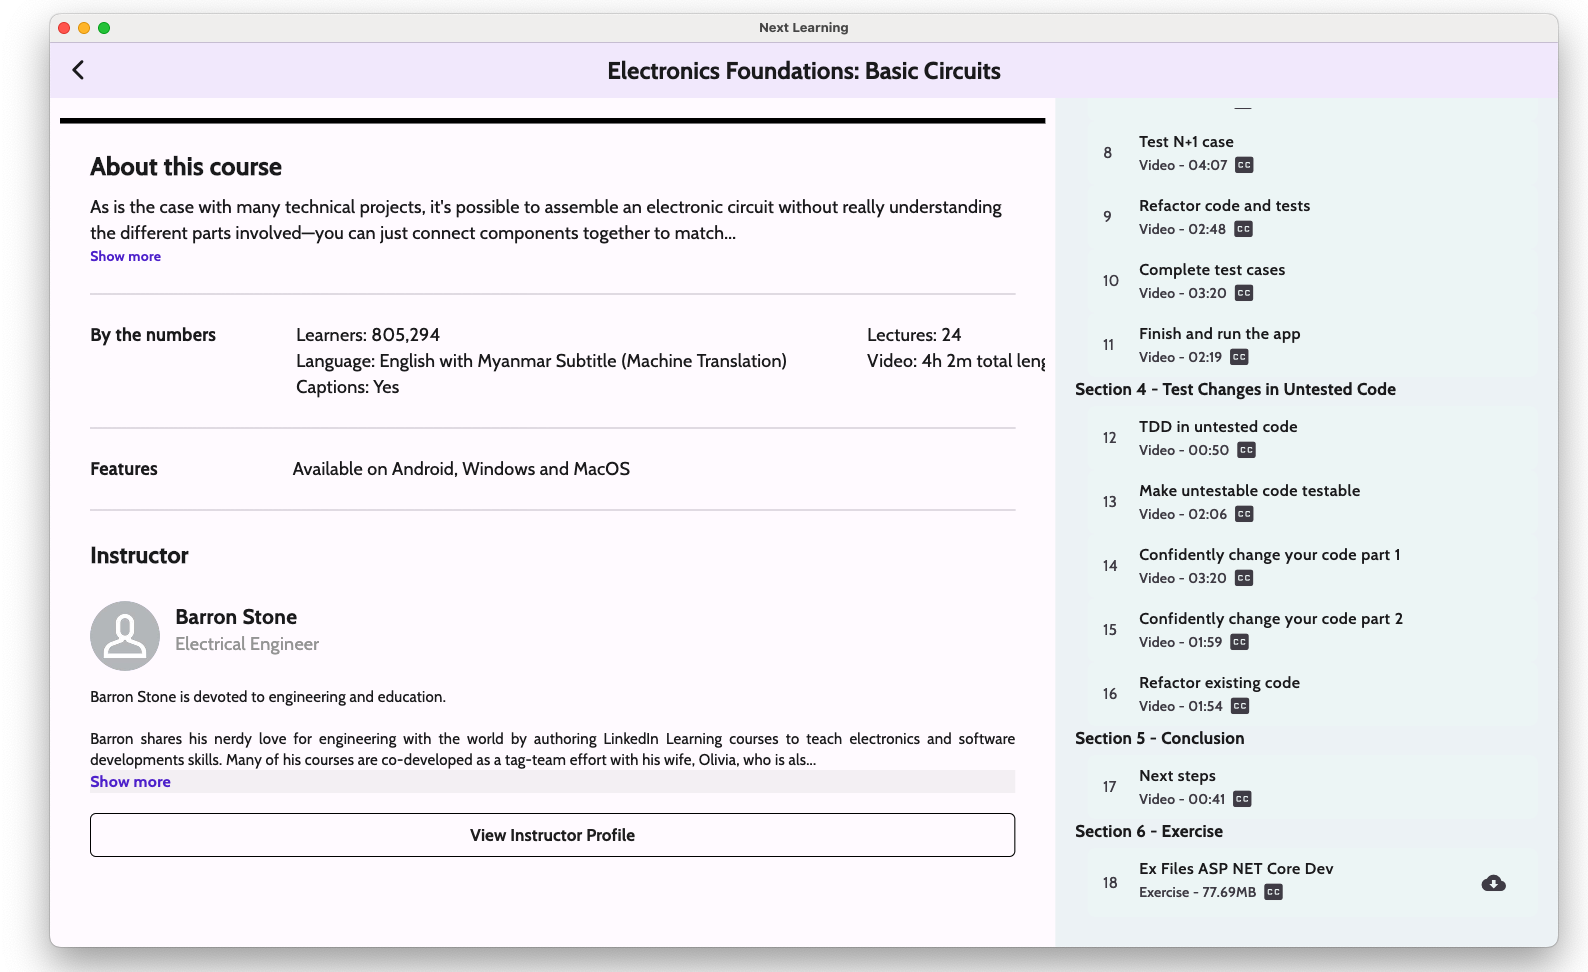 Next Learning
Electronics Foundations: Basic Circuits
About this course
As is the case with many technical projects, it's possible to assemble an electronic circuit without really understanding
the different parts involved—you can just connect components together to match...
Show more
By the numbers
Learners: 805,294
Language: English with Myanmar Subtitle (Machine Translation)
Captions: Yes
Lectures: 24
Video: 4h 2m total
Features
Available on Android, Windows and MacOS
Instructor
Barron Stone
Electrical Engineer
Barron Stone is devoted to engineering and education.
Barron shares his nerdy love for engineering with the world by authoring LinkedIn Learning courses to teach electronics and software
developments skills. Many of his courses are co-developed as a tag-team effort with his wife, Olivia, who is als...
Show more
View Instructor Profile
8
Test N+1 case
Video - 04:07 CC
9
Refactor code and tests
Video - 02:48 CC
10
Complete test cases
Video - 03:20 CC
11
Finish and run the app
Video - 02:19 CC
Section 4 - Test Changes in Untested Code
12
TDD in untested code
Video - 00:50 CC
13
Make untestable code testable
Video - 02:06 CC
14
Confidently change your code part 1
Video - 03:20 CC
15
Confidently change your code part 2
Video - 01:59 CC
16
Refactor existing code
Video - 01:54 CC
Section 5 - Conclusion
17
Next steps
Video - 00:41 CC
Section 6 - Exercise
18
Ex Files ASP NET Core Dev
Exercise - 77.69MB CC